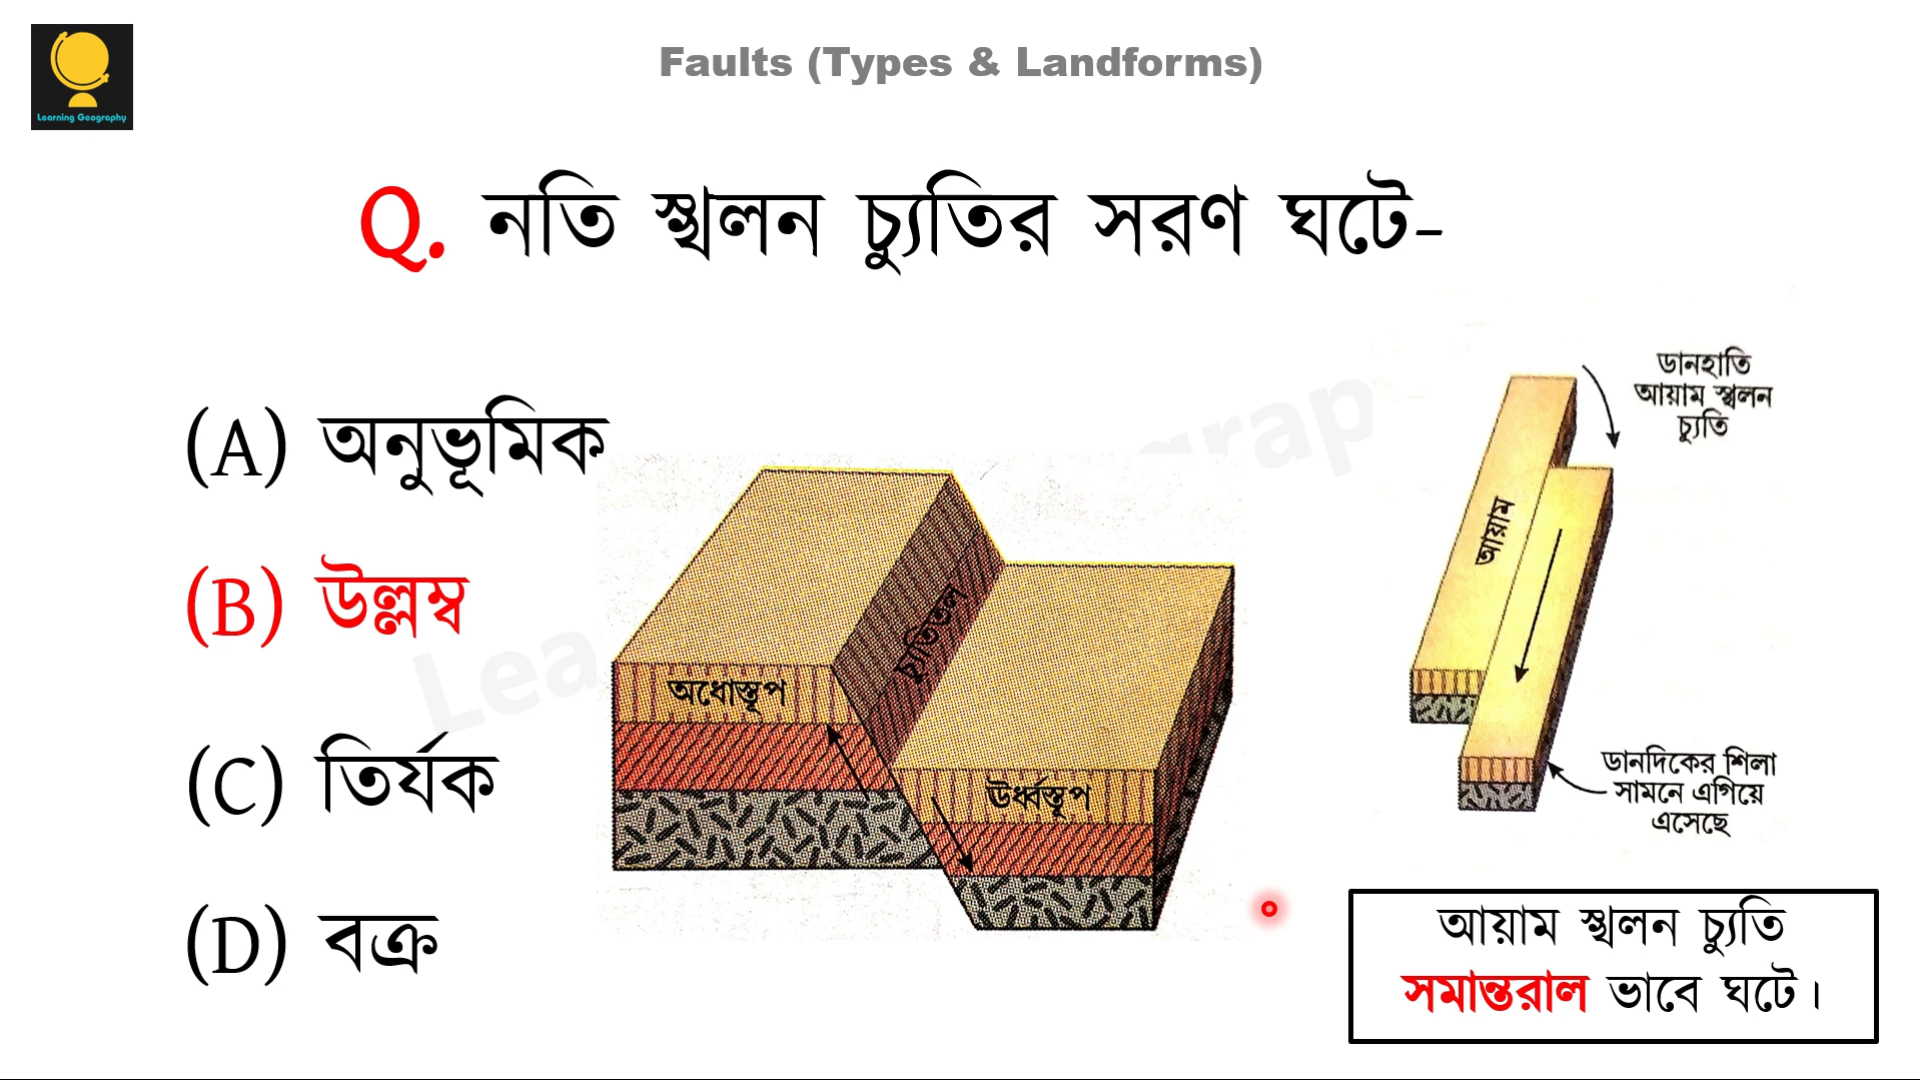 Learning Geography
Faults (Types & Landforms)
Q. নতি স্খলন চ্যুতির সরণ ঘটে-
(A) অনুভূমিক
(B) উল্লম্ব
(C) তির্যক
(D) বক্র
অধোস্তূপ
চ্যুতিতল
ঊর্ধ্বস্তূপ
ডানহাতি
আয়াম স্খলন
চ্যুতি
আয়াম
ডানদিকের শিলা
সামনে এগিয়ে
এসেছে
আয়াম স্খলন চ্যুতি
সমান্তরাল ভাবে ঘটে।